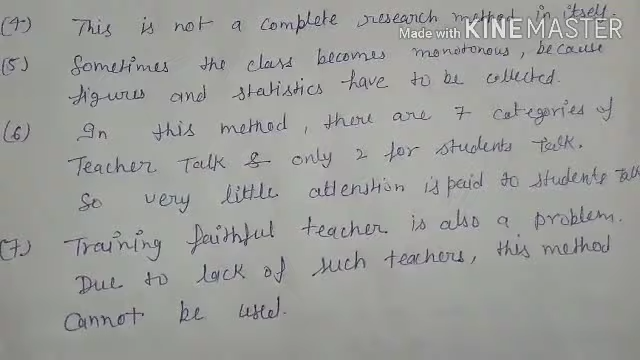 (4) This is not a complete research method in itself.
Made with KINEMASTER
(5) Sometimes the class becomes monotonous, because
figures and statistics have to be collected.
(6) In this method, there are 7 categories of
Teacher Talk & only 2 for students Talk.
So very little attenstion is paid to students talk
(7) Training faithful teacher is also a problem.
Due to lack of such teachers, this method
cannot be used.